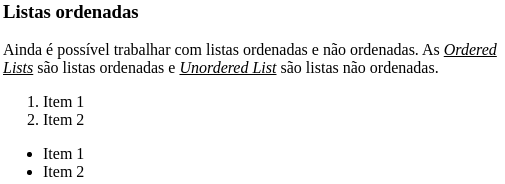 Listas ordenadas
Ainda é possível trabalhar com listas ordenadas e não ordenadas. As Ordered
Lists são listas ordenadas e Unordered List são listas não ordenadas.
1. Item 1
2. Item 2
• Item 1
• Item 2